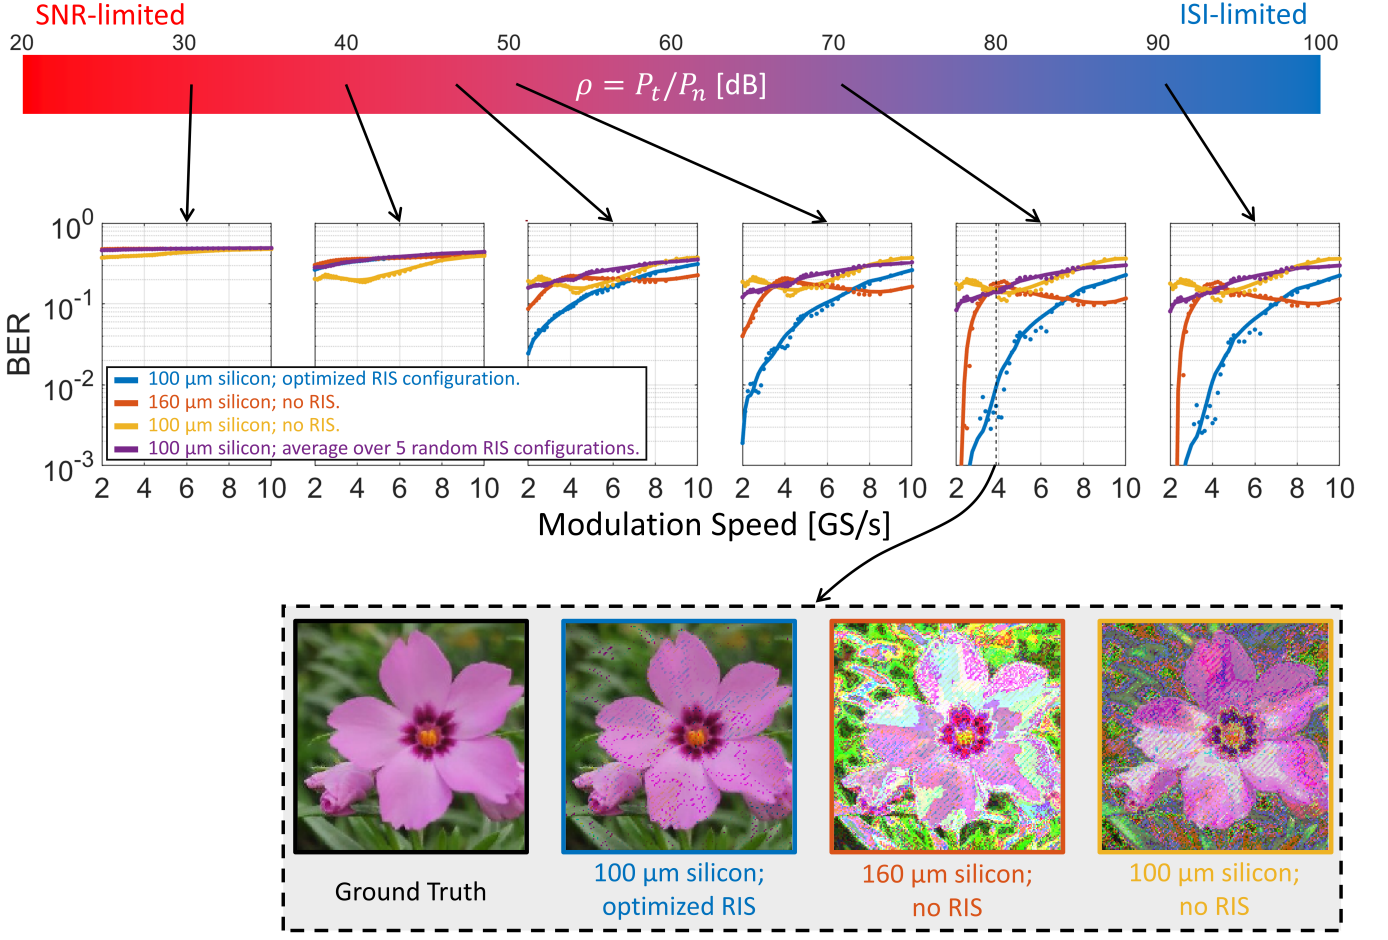 SNR-limited ISI-limited
20 30 40 50 60 70 80 90 100
ρ = Pt/Pn [dB]
BER
10^0
10^-1
10^-2
10^-3
100 μm silicon; optimized RIS configuration.
160 μm silicon; no RIS.
100 μm silicon; no RIS.
100 μm silicon; average over 5 random RIS configurations.
2 4 6 8 10 2 4 6 8 10 2 4 6 8 10 2 4 6 8 10 2 4 6 8 10 2 4 6 8 10
Modulation Speed [GS/s]
Ground Truth
100 μm silicon;
optimized RIS
160 μm silicon;
no RIS
100 μm silicon;
no RIS